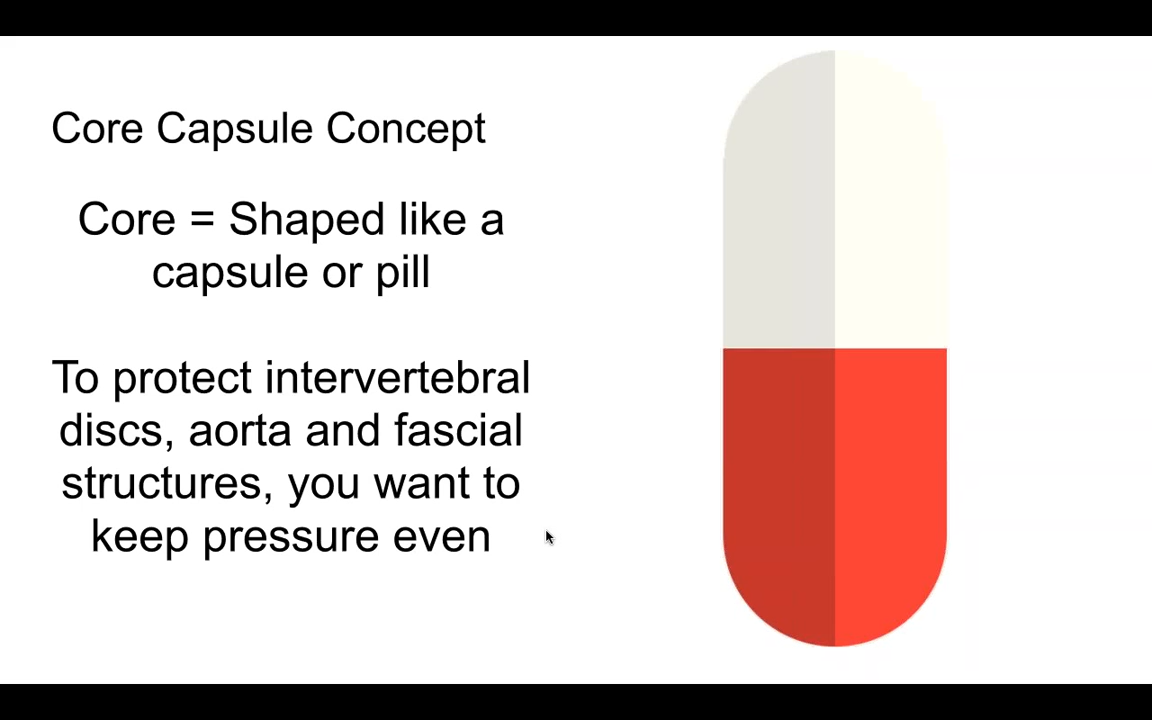 Core Capsule Concept
Core = Shaped like a
capsule or pill
To protect intervertebral
discs, aorta and fascial
structures, you want to
keep pressure even